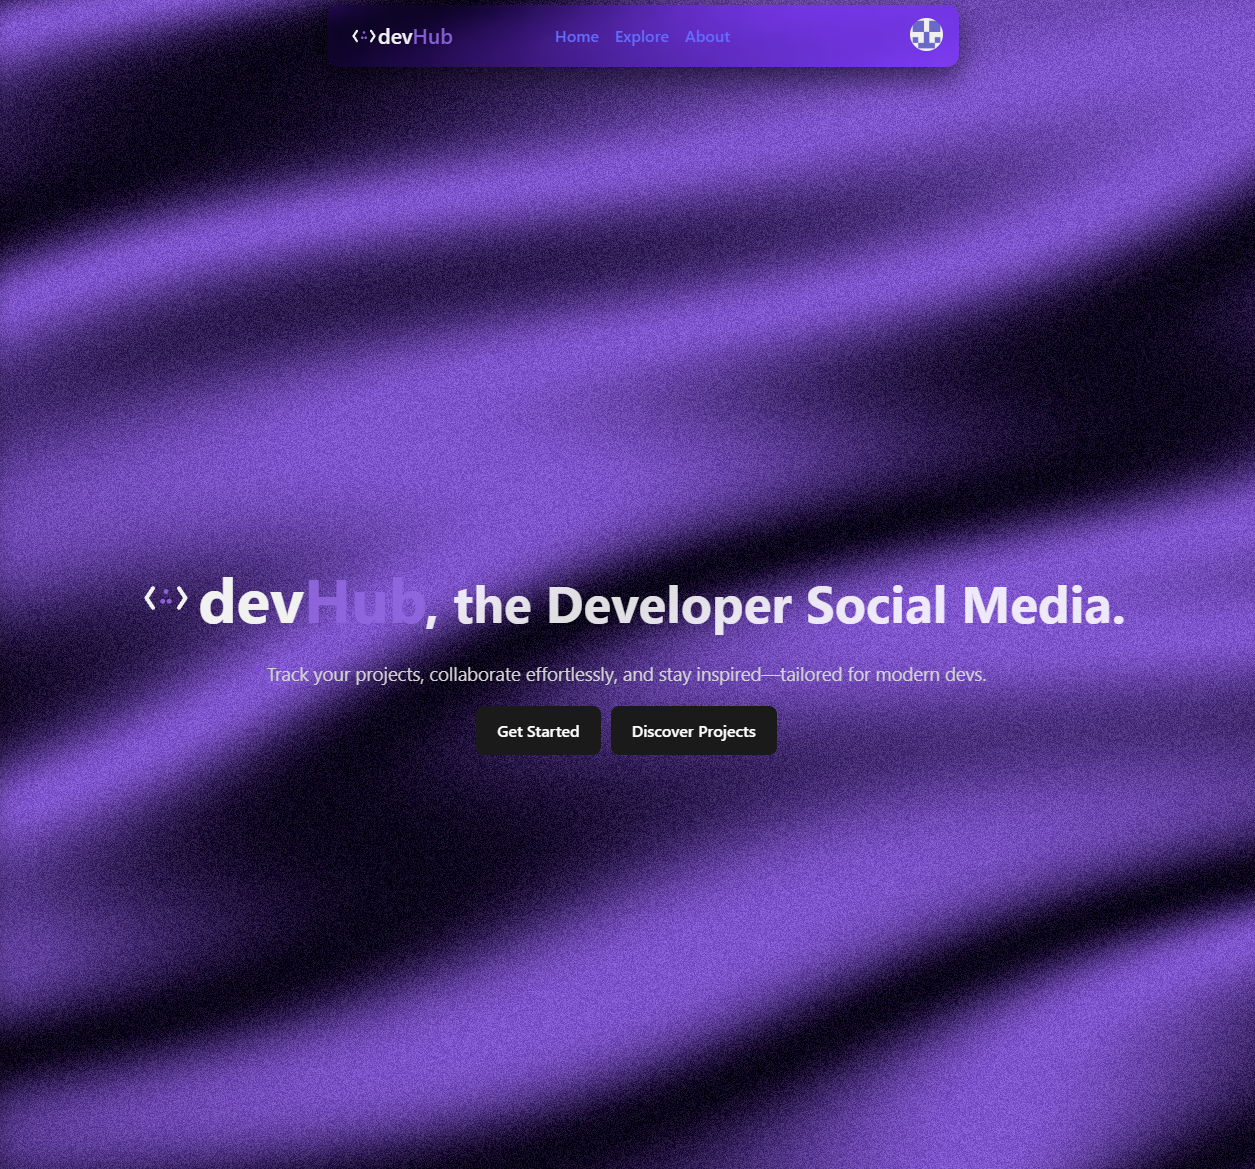 devHub Home Explore About
devHub, the Developer Social Media.
Track your projects, collaborate effortlessly, and stay inspired—tailored for modern devs.
Get Started Discover Projects